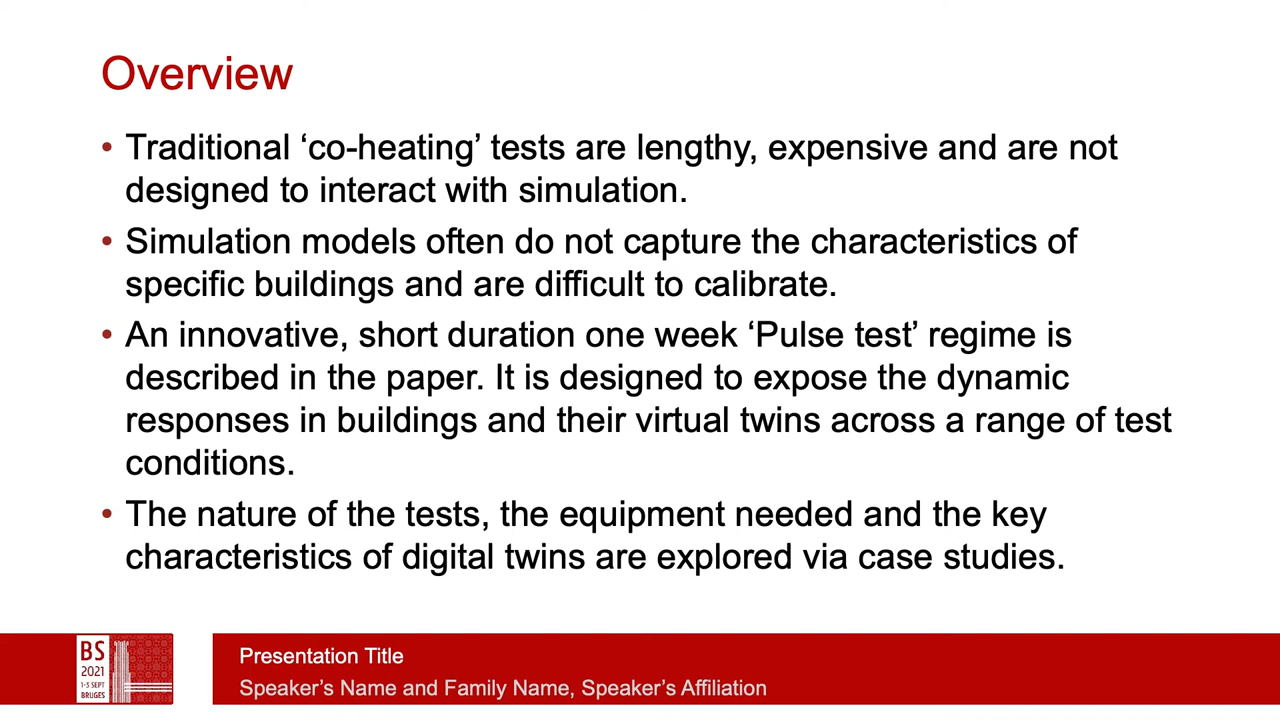 Overview
• Traditional ‘co-heating’ tests are lengthy, expensive and are not
designed to interact with simulation.
• Simulation models often do not capture the characteristics of
specific buildings and are difficult to calibrate.
• An innovative, short duration one week ‘Pulse test’ regime is
described in the paper. It is designed to expose the dynamic
responses in buildings and their virtual twins across a range of test
conditions.
• The nature of the tests, the equipment needed and the key
characteristics of digital twins are explored via case studies.
BS
2021
1-3 SEPT
BRUGES
Presentation Title
Speaker’s Name and Family Name, Speaker’s Affiliation